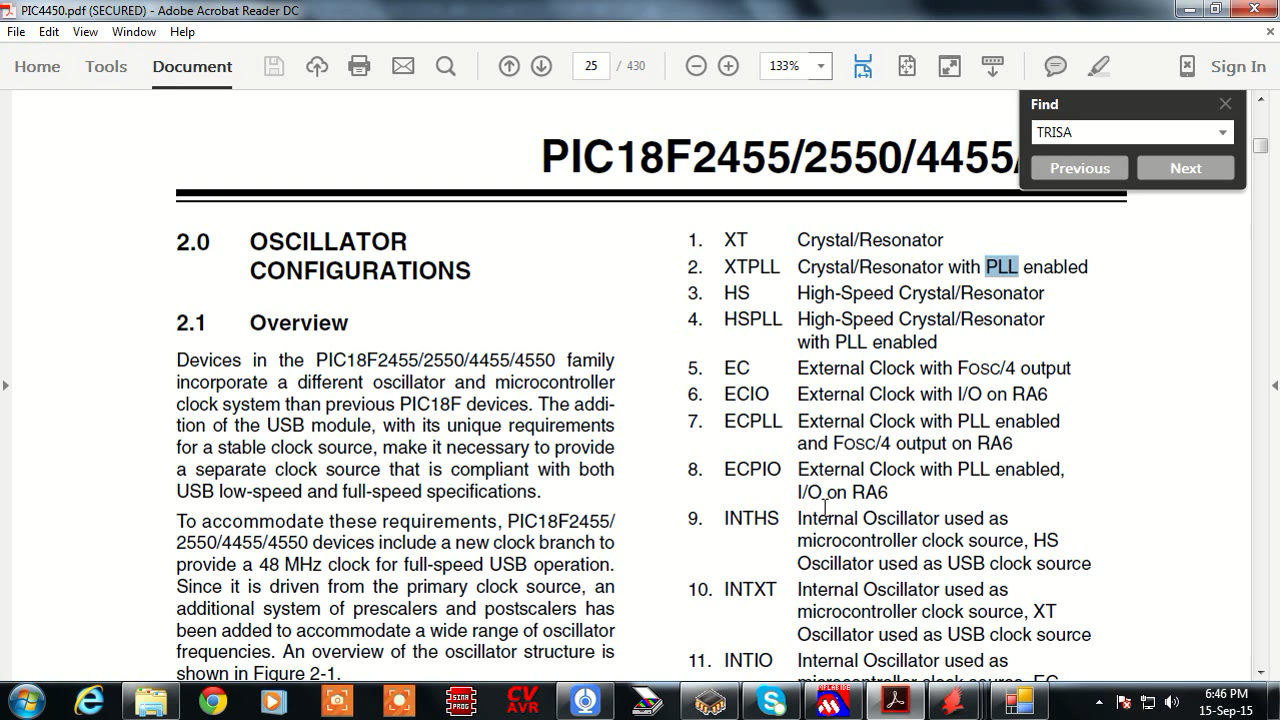 PIC4450.pdf (SECURED) - Adobe Acrobat Reader DC
File Edit View Window Help
Home Tools Document 25 / 430 133% Sign In
Find
TRISA
Previous Next
PIC18F2455/2550/4455/
2.0 OSCILLATOR
CONFIGURATIONS
2.1 Overview
Devices in the PIC18F2455/2550/4455/4550 family
incorporate a different oscillator and microcontroller
clock system than previous PIC18F devices. The addi-
tion of the USB module, with its unique requirements
for a stable clock source, make it necessary to provide
a separate clock source that is compliant with both
USB low-speed and full-speed specifications.
To accommodate these requirements, PIC18F2455/
2550/4455/4550 devices include a new clock branch to
provide a 48 MHz clock for full-speed USB operation.
Since it is driven from the primary clock source, an
additional system of prescalers and postscalers has
been added to accommodate a wide range of oscillator
frequencies. An overview of the oscillator structure is
shown in Figure 2-1.
1. XT Crystal/Resonator
2. XTPLL Crystal/Resonator with PLL enabled
3. HS High-Speed Crystal/Resonator
4. HSPLL High-Speed Crystal/Resonator
with PLL enabled
5. EC External Clock with FOSC/4 output
6. ECIO External Clock with I/O on RA6
7. ECPLL External Clock with PLL enabled
and FOSC/4 output on RA6
8. ECPIO External Clock with PLL enabled,
I/O on RA6
9. INTHS Internal Oscillator used as
microcontroller clock source, HS
Oscillator used as USB clock source
10. INTXT Internal Oscillator used as
microcontroller clock source, XT
Oscillator used as USB clock source
11. INTIO Internal Oscillator used as
microcontroller clock source, EC
SINA
PROG
CV
AVR
MPLAB IDE
6:46 PM
15-Sep-15